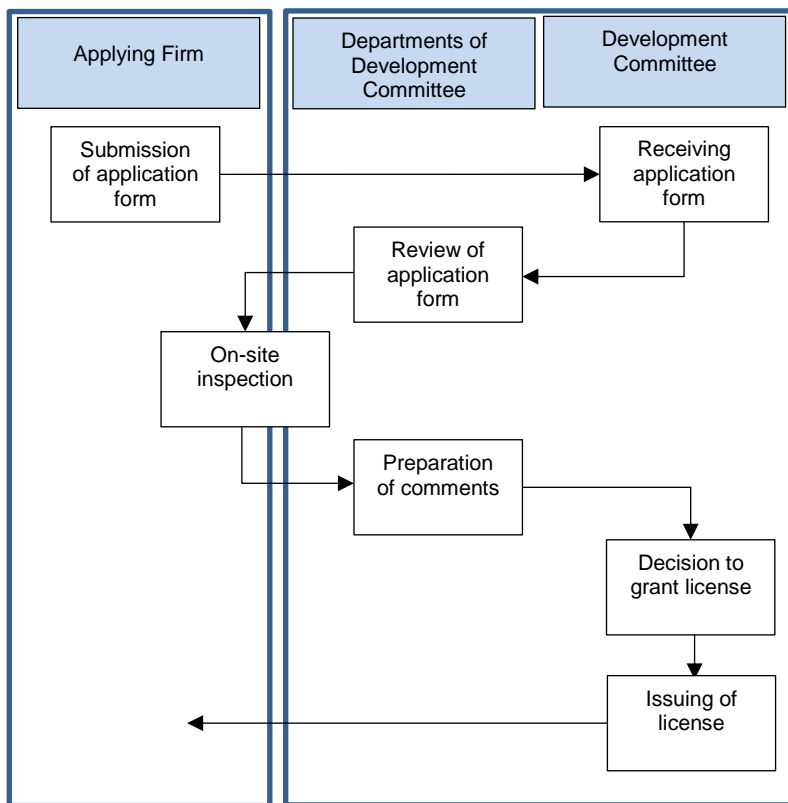 Applying Firm
Departments of
Development
Committee
Development
Committee
Submission
of application
form
Receiving
application
form
Review of
application
form
On-site
inspection
Preparation
of comments
Decision to
grant license
Issuing of
license